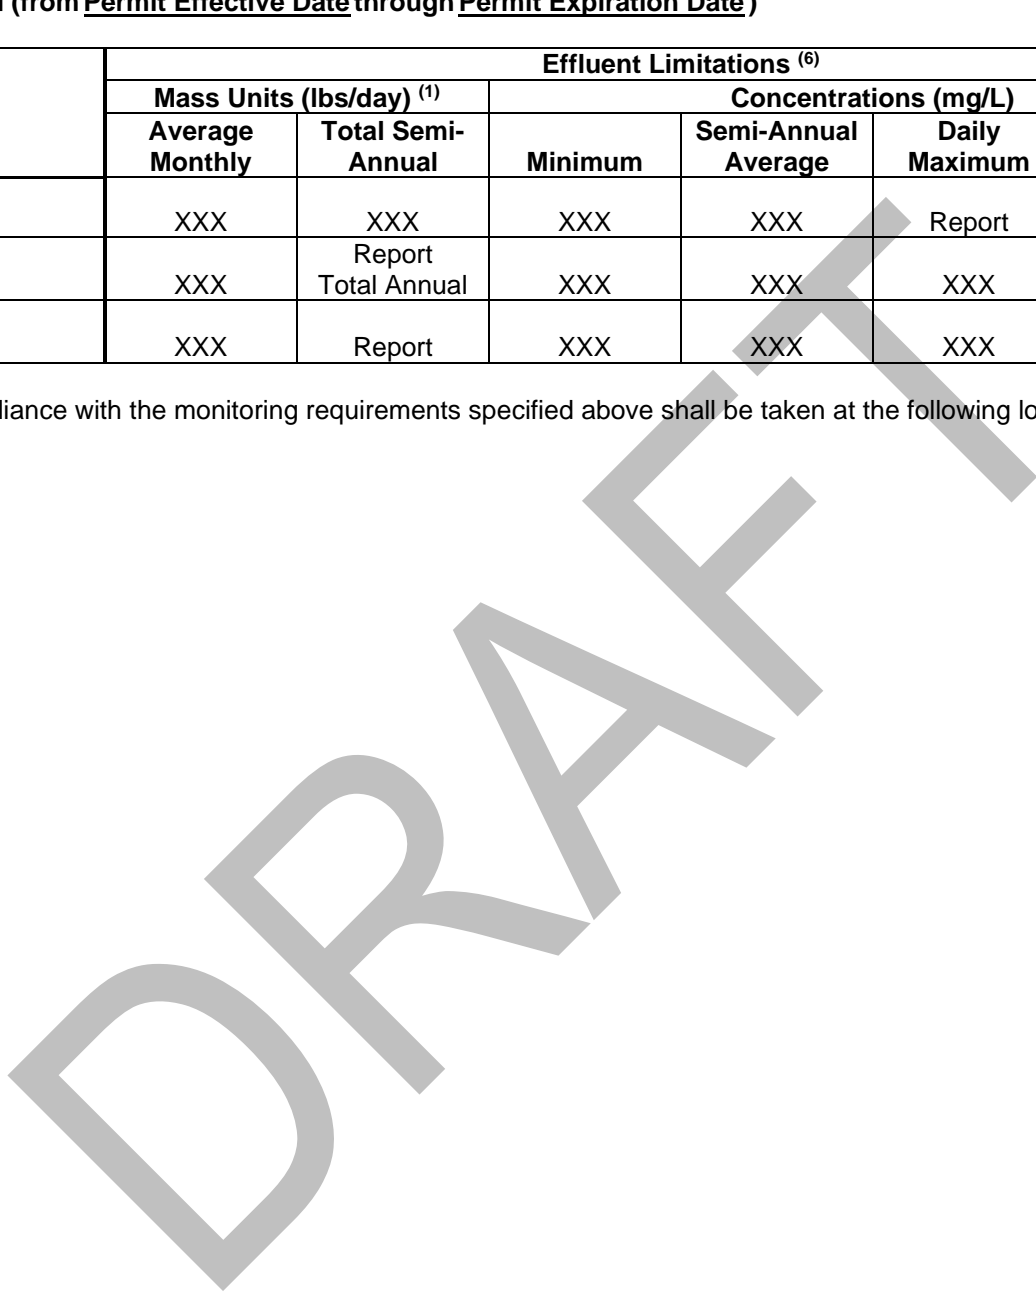 (from Permit Effective Date through Permit Expiration Date)
Effluent Limitations (6)
Mass Units (lbs/day) (1) Concentrations (mg/L)
Average Monthly Total Semi-Annual Minimum Semi-Annual Average Daily Maximum
XXX XXX XXX XXX Report
XXX Report Total Annual XXX XXX XXX
XXX Report XXX XXX XXX
liance with the monitoring requirements specified above shall be taken at the following lo
DRAFT